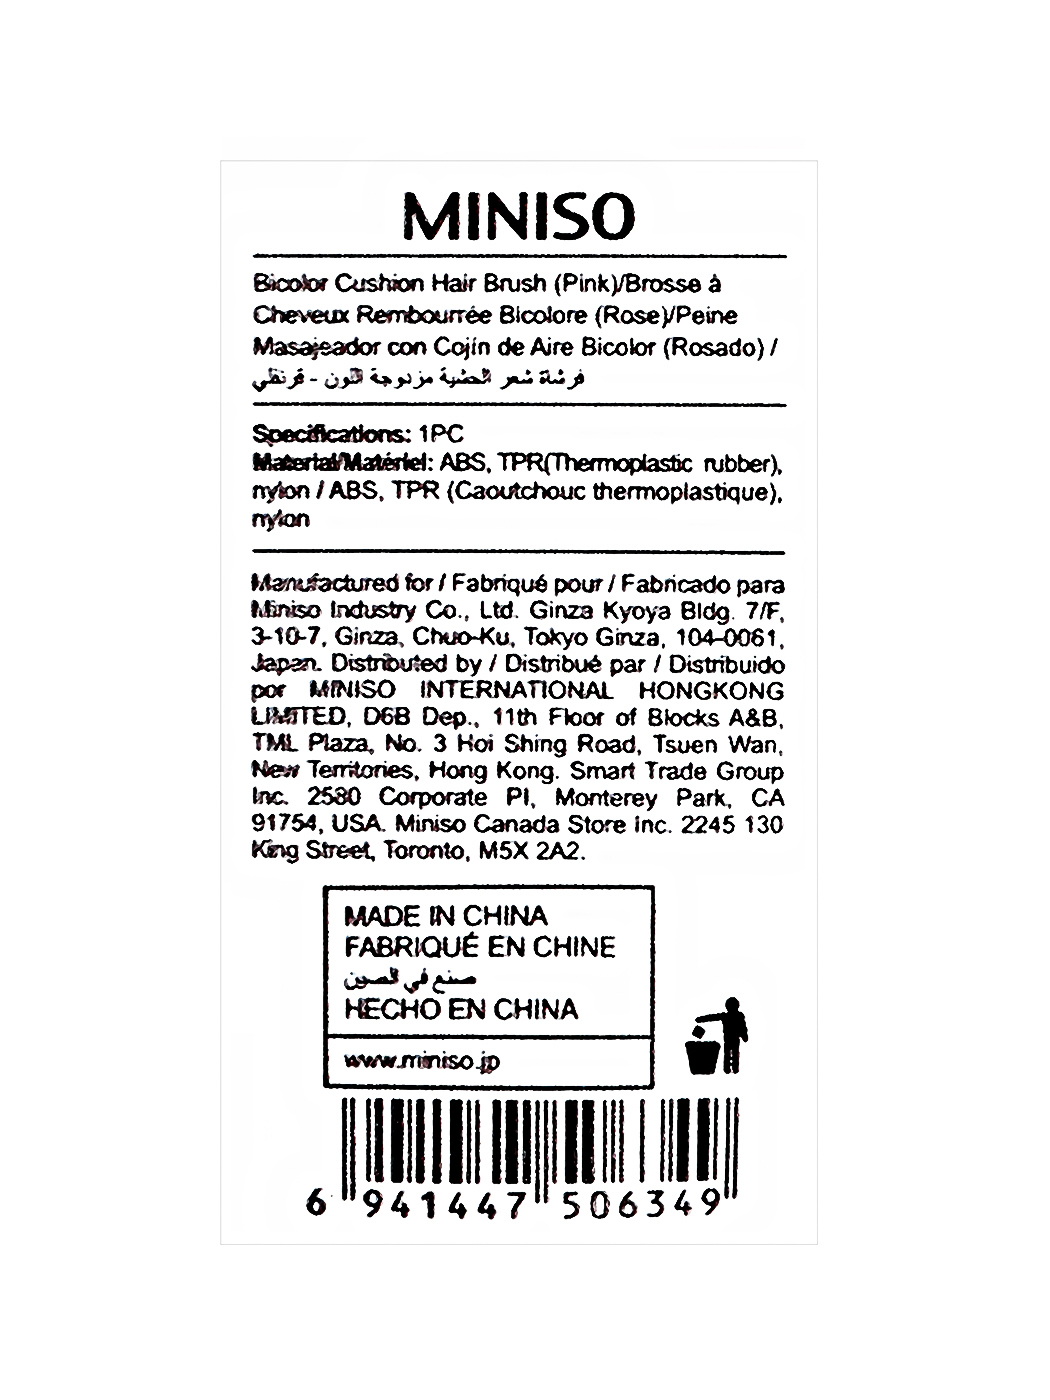 MINISO
Bicolor Cushion Hair Brush (Pink)/Brosse à
Cheveux Rembourrée Bicolore (Rose)/Peine
Masajeador con Cojín de Aire Bicolor (Rosado) /
فرشاة شعر الحشية مزدوجة اللون - قرنفلي
Specifications: 1PC
Material/Matériel: ABS, TPR(Thermoplastic rubber),
nylon / ABS, TPR (Caoutchouc thermoplastique),
nylon
Manufactured for / Fabriqué pour / Fabricado para
Miniso Industry Co., Ltd. Ginza Kyoya Bldg. 7/F,
3-10-7, Ginza, Chuo-Ku, Tokyo Ginza, 104-0061,
Japan. Distributed by / Distribué par / Distribuido
por MINISO INTERNATIONAL HONGKONG
LIMITED, D6B Dep., 11th Floor of Blocks A&B,
TML Plaza, No. 3 Hoi Shing Road, Tsuen Wan,
New Territories, Hong Kong. Smart Trade Group
Inc. 2580 Corporate Pl, Monterey Park, CA
91754, USA. Miniso Canada Store Inc. 2245 130
King Street, Toronto, M5X 2A2.
MADE IN CHINA
FABRIQUÉ EN CHINE
صنع في الصين
HECHO EN CHINA
www.miniso.jp
6 941447 506349